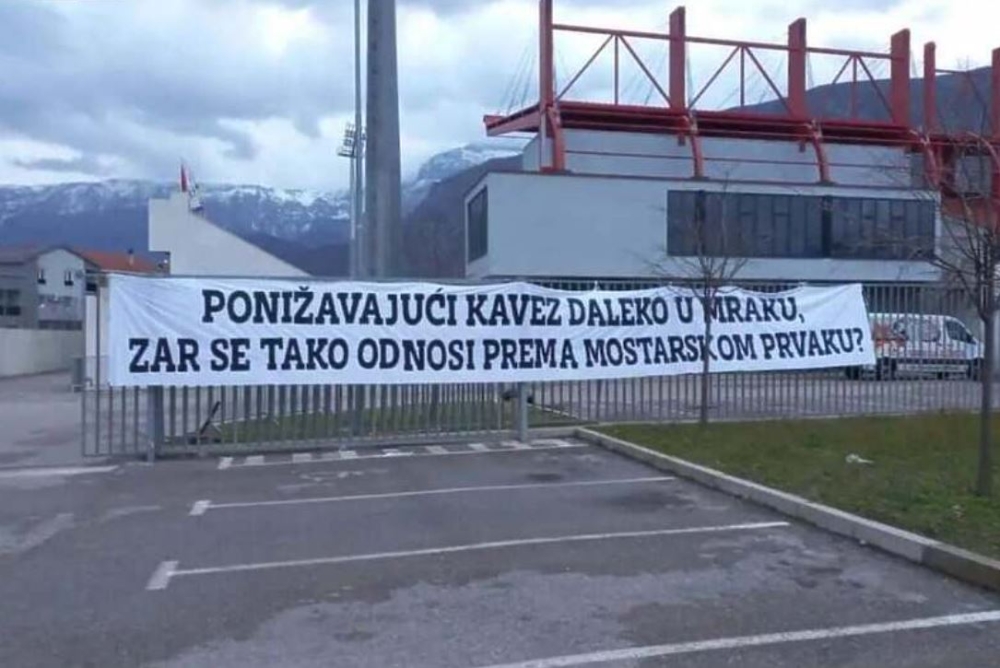 PONIŽAVAJUĆI KAVEZ DALEKO U MRAKU,
ZAR SE TAKO ODNOSI PREMA MOSTARSKOM PRVAKU?